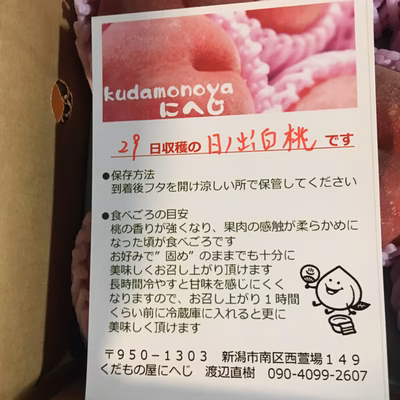 kudamonoya
にへじ
29日収穫の日ノ出白桃です
●保存方法
到着後フタを開け涼しい所で保管してください
●食べごろの目安
桃の香りが強くなり、果肉の感触が柔らかめに
なった頃が食べごろです
お好みで”固め”のままでも十分に
美味しくお召し上がり頂けます
長時間冷やすと甘味を感じにくく
なりますので、お召し上がり１時間
くらい前に冷蔵庫に入れると更に
美味しく頂けます
〒９５０－１３０３　新潟市南区西萱場１４９
くだもの屋にへじ　渡辺直樹　090-4099-2607